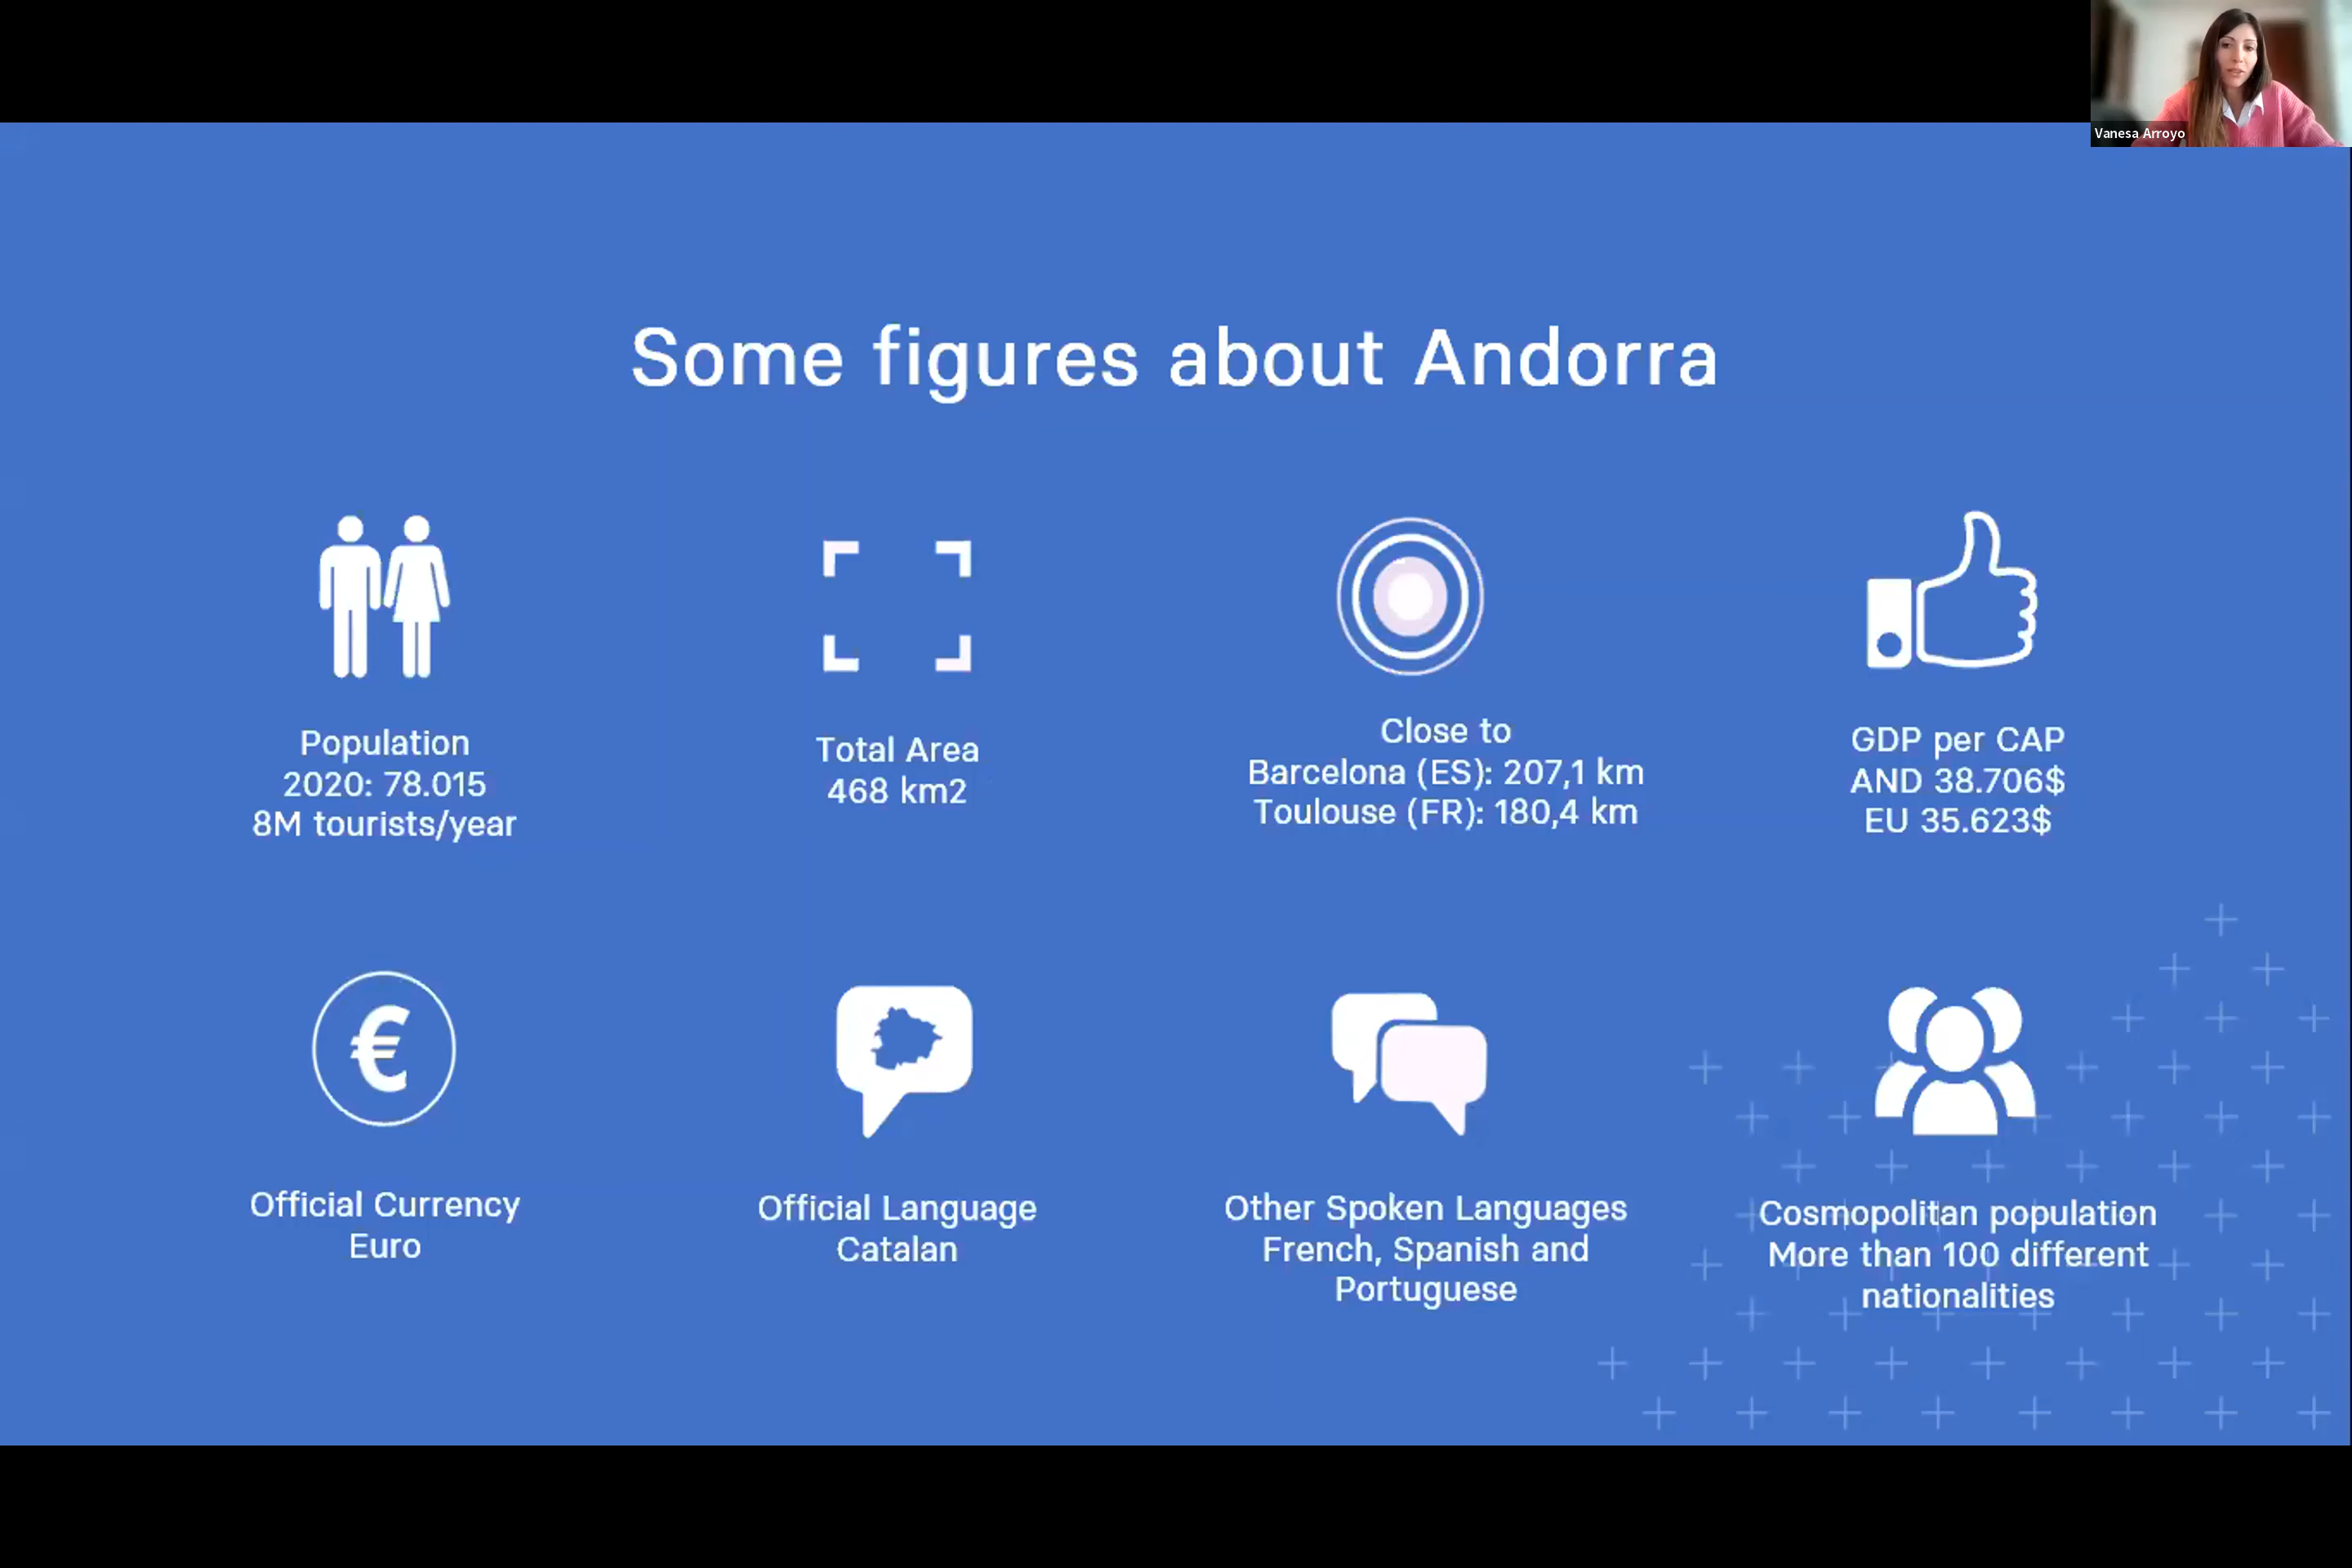 Vanesa Arroyo
Some figures about Andorra
Population
2020: 78.015
8M tourists/year
Total Area
468 km2
Close to
Barcelona (ES): 207,1 km
Toulouse (FR): 180,4 km
GDP per CAP
AND 38.706$
EU 35.623$
€
Official Currency
Euro
Official Language
Catalan
Other Spoken Languages
French, Spanish and
Portuguese
Cosmopolitan population
More than 100 different
nationalities